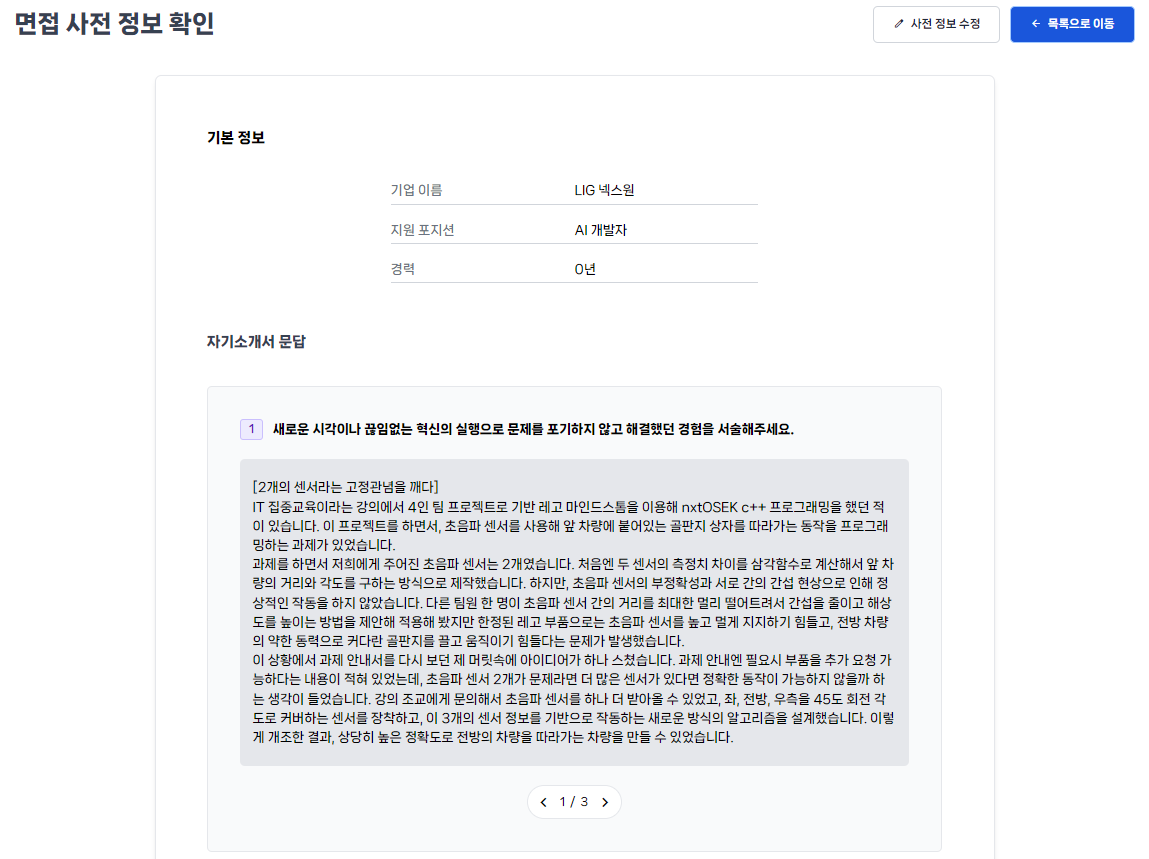 면접 사전 정보 확인
사전 정보 수정
목록으로 이동
기본 정보
기업 이름 LIG 넥스원
지원 포지션 AI 개발자
경력 0년
자기소개서 문답
1 새로운 시각이나 끊임없는 혁신의 실행으로 문제를 포기하지 않고 해결했던 경험을 서술해주세요.
[2개의 센서라는 고정관념을 깨다]
IT 집중교육이라는 강의에서 4인 팀 프로젝트로 기반 레고 마인드스톰을 이용해 nxtOSEK c++ 프로그래밍을 했던 적
이 있습니다. 이 프로젝트를 하면서, 초음파 센서를 사용해 앞 차량에 붙어있는 골판지 상자를 따라가는 동작을 프로그래
밍하는 과제가 있었습니다.
과제를 하면서 저희에게 주어진 초음파 센서는 2개였습니다. 처음엔 두 센서의 측정치 차이를 삼각함수로 계산해서 앞 차
량의 거리와 각도를 구하는 방식으로 제작했습니다. 하지만, 초음파 센서의 부정확성과 서로 간의 간섭 현상으로 인해 정
상적인 작동을 하지 않았습니다. 다른 팀원 한 명이 초음파 센서 간의 거리를 최대한 멀리 떨어트려서 간섭을 줄이고 해상
도를 높이는 방법을 제안해 적용해 봤지만 한정된 레고 부품으로는 초음파 센서를 높고 멀게 지지하기 힘들고, 전방 차량
의 약한 동력으로 커다란 골판지를 끌고 움직이기 힘들다는 문제가 발생했습니다.
이 상황에서 과제 안내서를 다시 보던 제 머릿속에 아이디어가 하나 스쳤습니다. 과제 안내엔 필요시 부품을 추가 요청 가
능하다는 내용이 적혀 있었는데, 초음파 센서 2개가 문제라면 더 많은 센서가 있다면 정확한 동작이 가능하지 않을까 하
는 생각이 들었습니다. 강의 조교에게 문의해서 초음파 센서를 하나 더 받아올 수 있었고, 좌, 전방, 우측을 45도 회전 각
도로 커버하는 센서를 장착하고, 이 3개의 센서 정보를 기반으로 작동하는 새로운 방식의 알고리즘을 설계했습니다. 이렇
게 개조한 결과, 상당히 높은 정확도로 전방의 차량을 따라가는 차량을 만들 수 있었습니다.
1 / 3